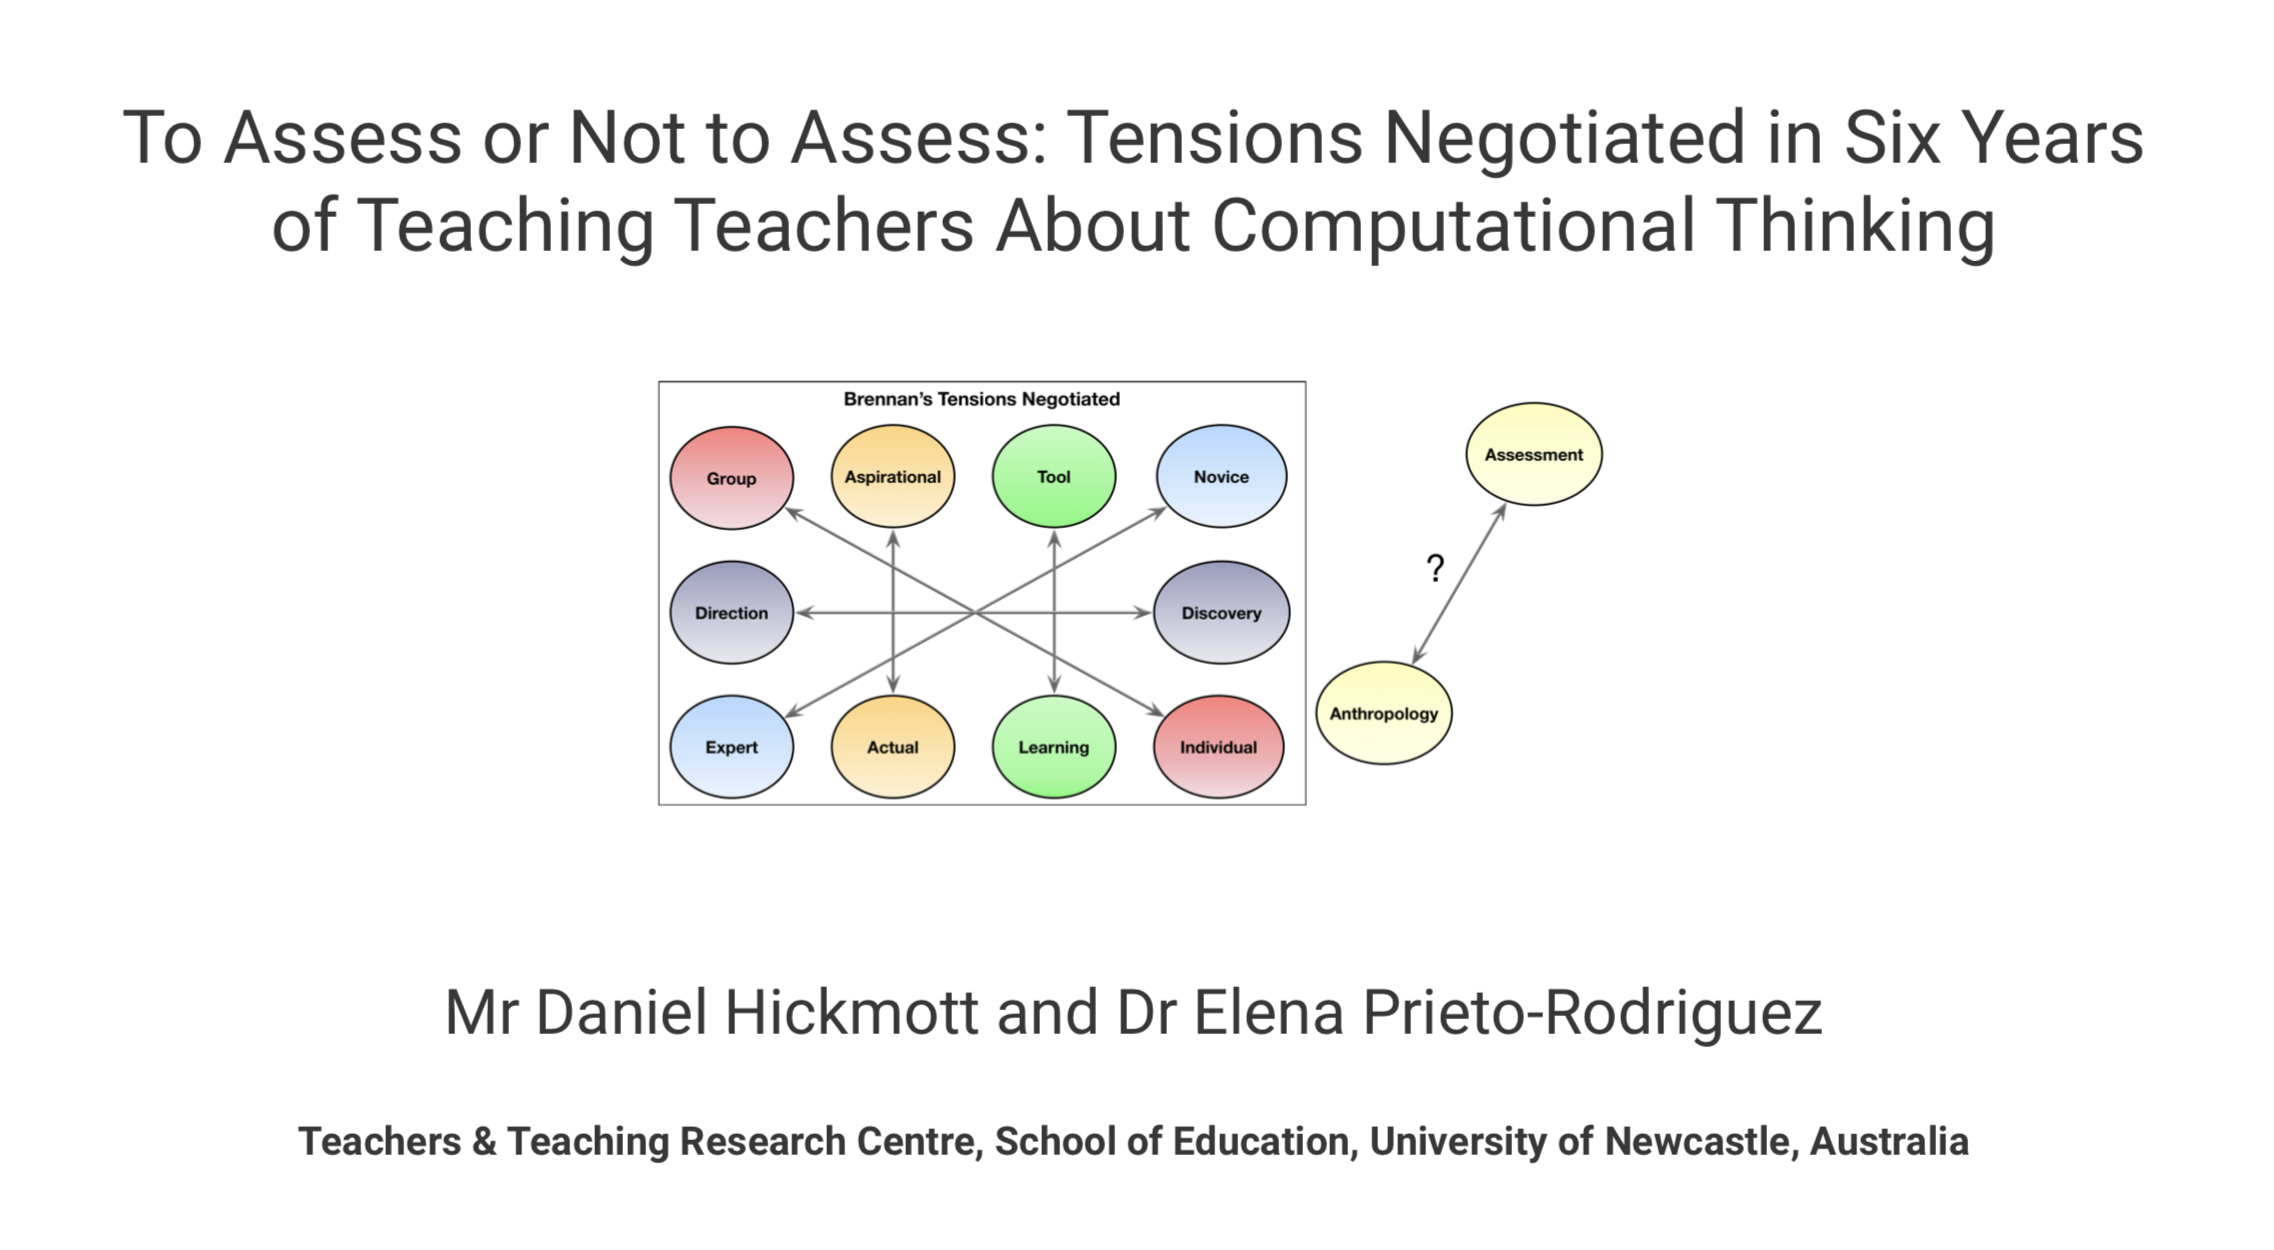 To Assess or Not to Assess: Tensions Negotiated in Six Years
of Teaching Teachers About Computational Thinking
Brennan's Tensions Negotiated
Group
Aspirational
Tool
Novice
Assessment
?
Direction
Discovery
Anthropology
Expert
Actual
Learning
Individual
Mr Daniel Hickmott and Dr Elena Prieto-Rodriguez
Teachers & Teaching Research Centre, School of Education, University of Newcastle, Australia